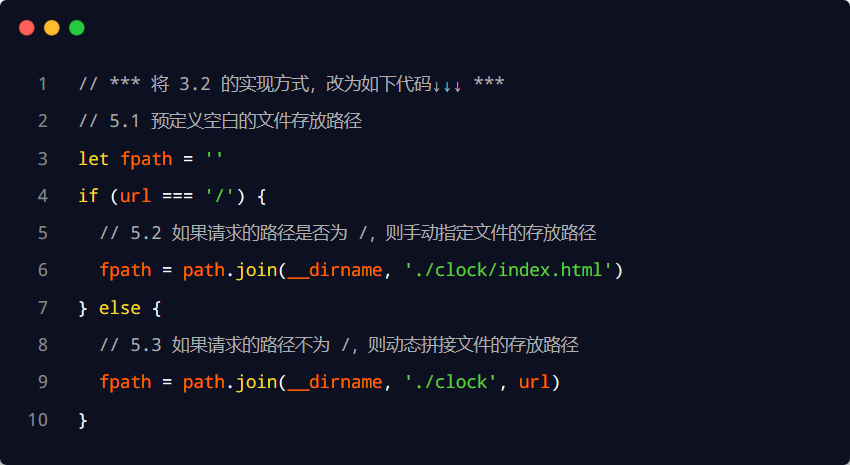 1 // *** 将 3.2 的实现方式，改为如下代码↓↓↓ ***
2 // 5.1 预定义空白的文件存放路径
3 let fpath = ''
4 if (url === '/') {
5 // 5.2 如果请求的路径是否为 /，则手动指定文件的存放路径
6 fpath = path.join(__dirname, './clock/index.html')
7 } else {
8 // 5.3 如果请求的路径不为 /，则动态拼接文件的存放路径
9 fpath = path.join(__dirname, './clock', url)
10 }